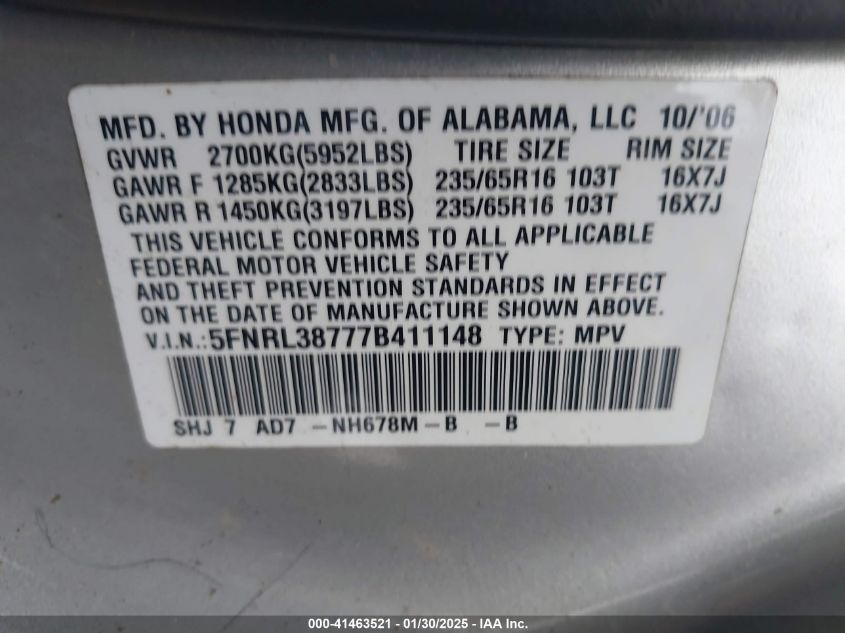 MFD. BY HONDA MFG. OF ALABAMA, LLC 10/'06
GVWR 2700KG(5952LBS) TIRE SIZE RIM SIZE
GAWR F 1285KG(2833LBS) 235/65R16 103T 16X7J
GAWR R 1450KG(3197LBS) 235/65R16 103T 16X7J
THIS VEHICLE CONFORMS TO ALL APPLICABLE
FEDERAL MOTOR VEHICLE SAFETY
AND THEFT PREVENTION STANDARDS IN EFFECT
ON THE DATE OF MANUFACTURE SHOWN ABOVE.
V.I.N.:5FNRL38777B411148 TYPE: MPV
SHJ 7 AD7 -NH678M-B -B
000-41463521 - 01/30/2025 - IAA Inc.